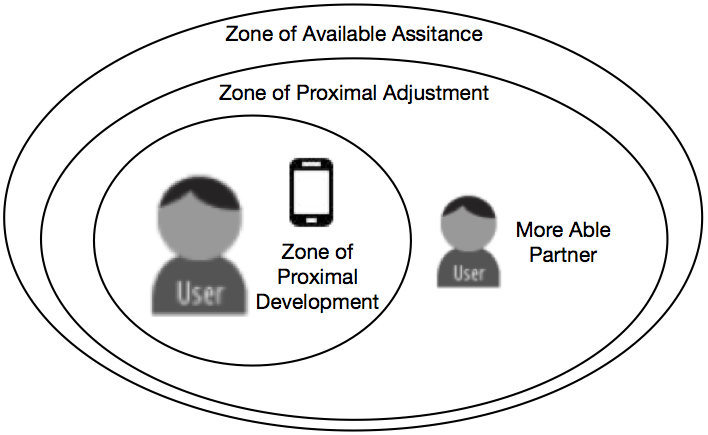 Zone of Available Assitance
Zone of Proximal Adjustment
User
Zone of
Proximal
Development
User
More Able
Partner